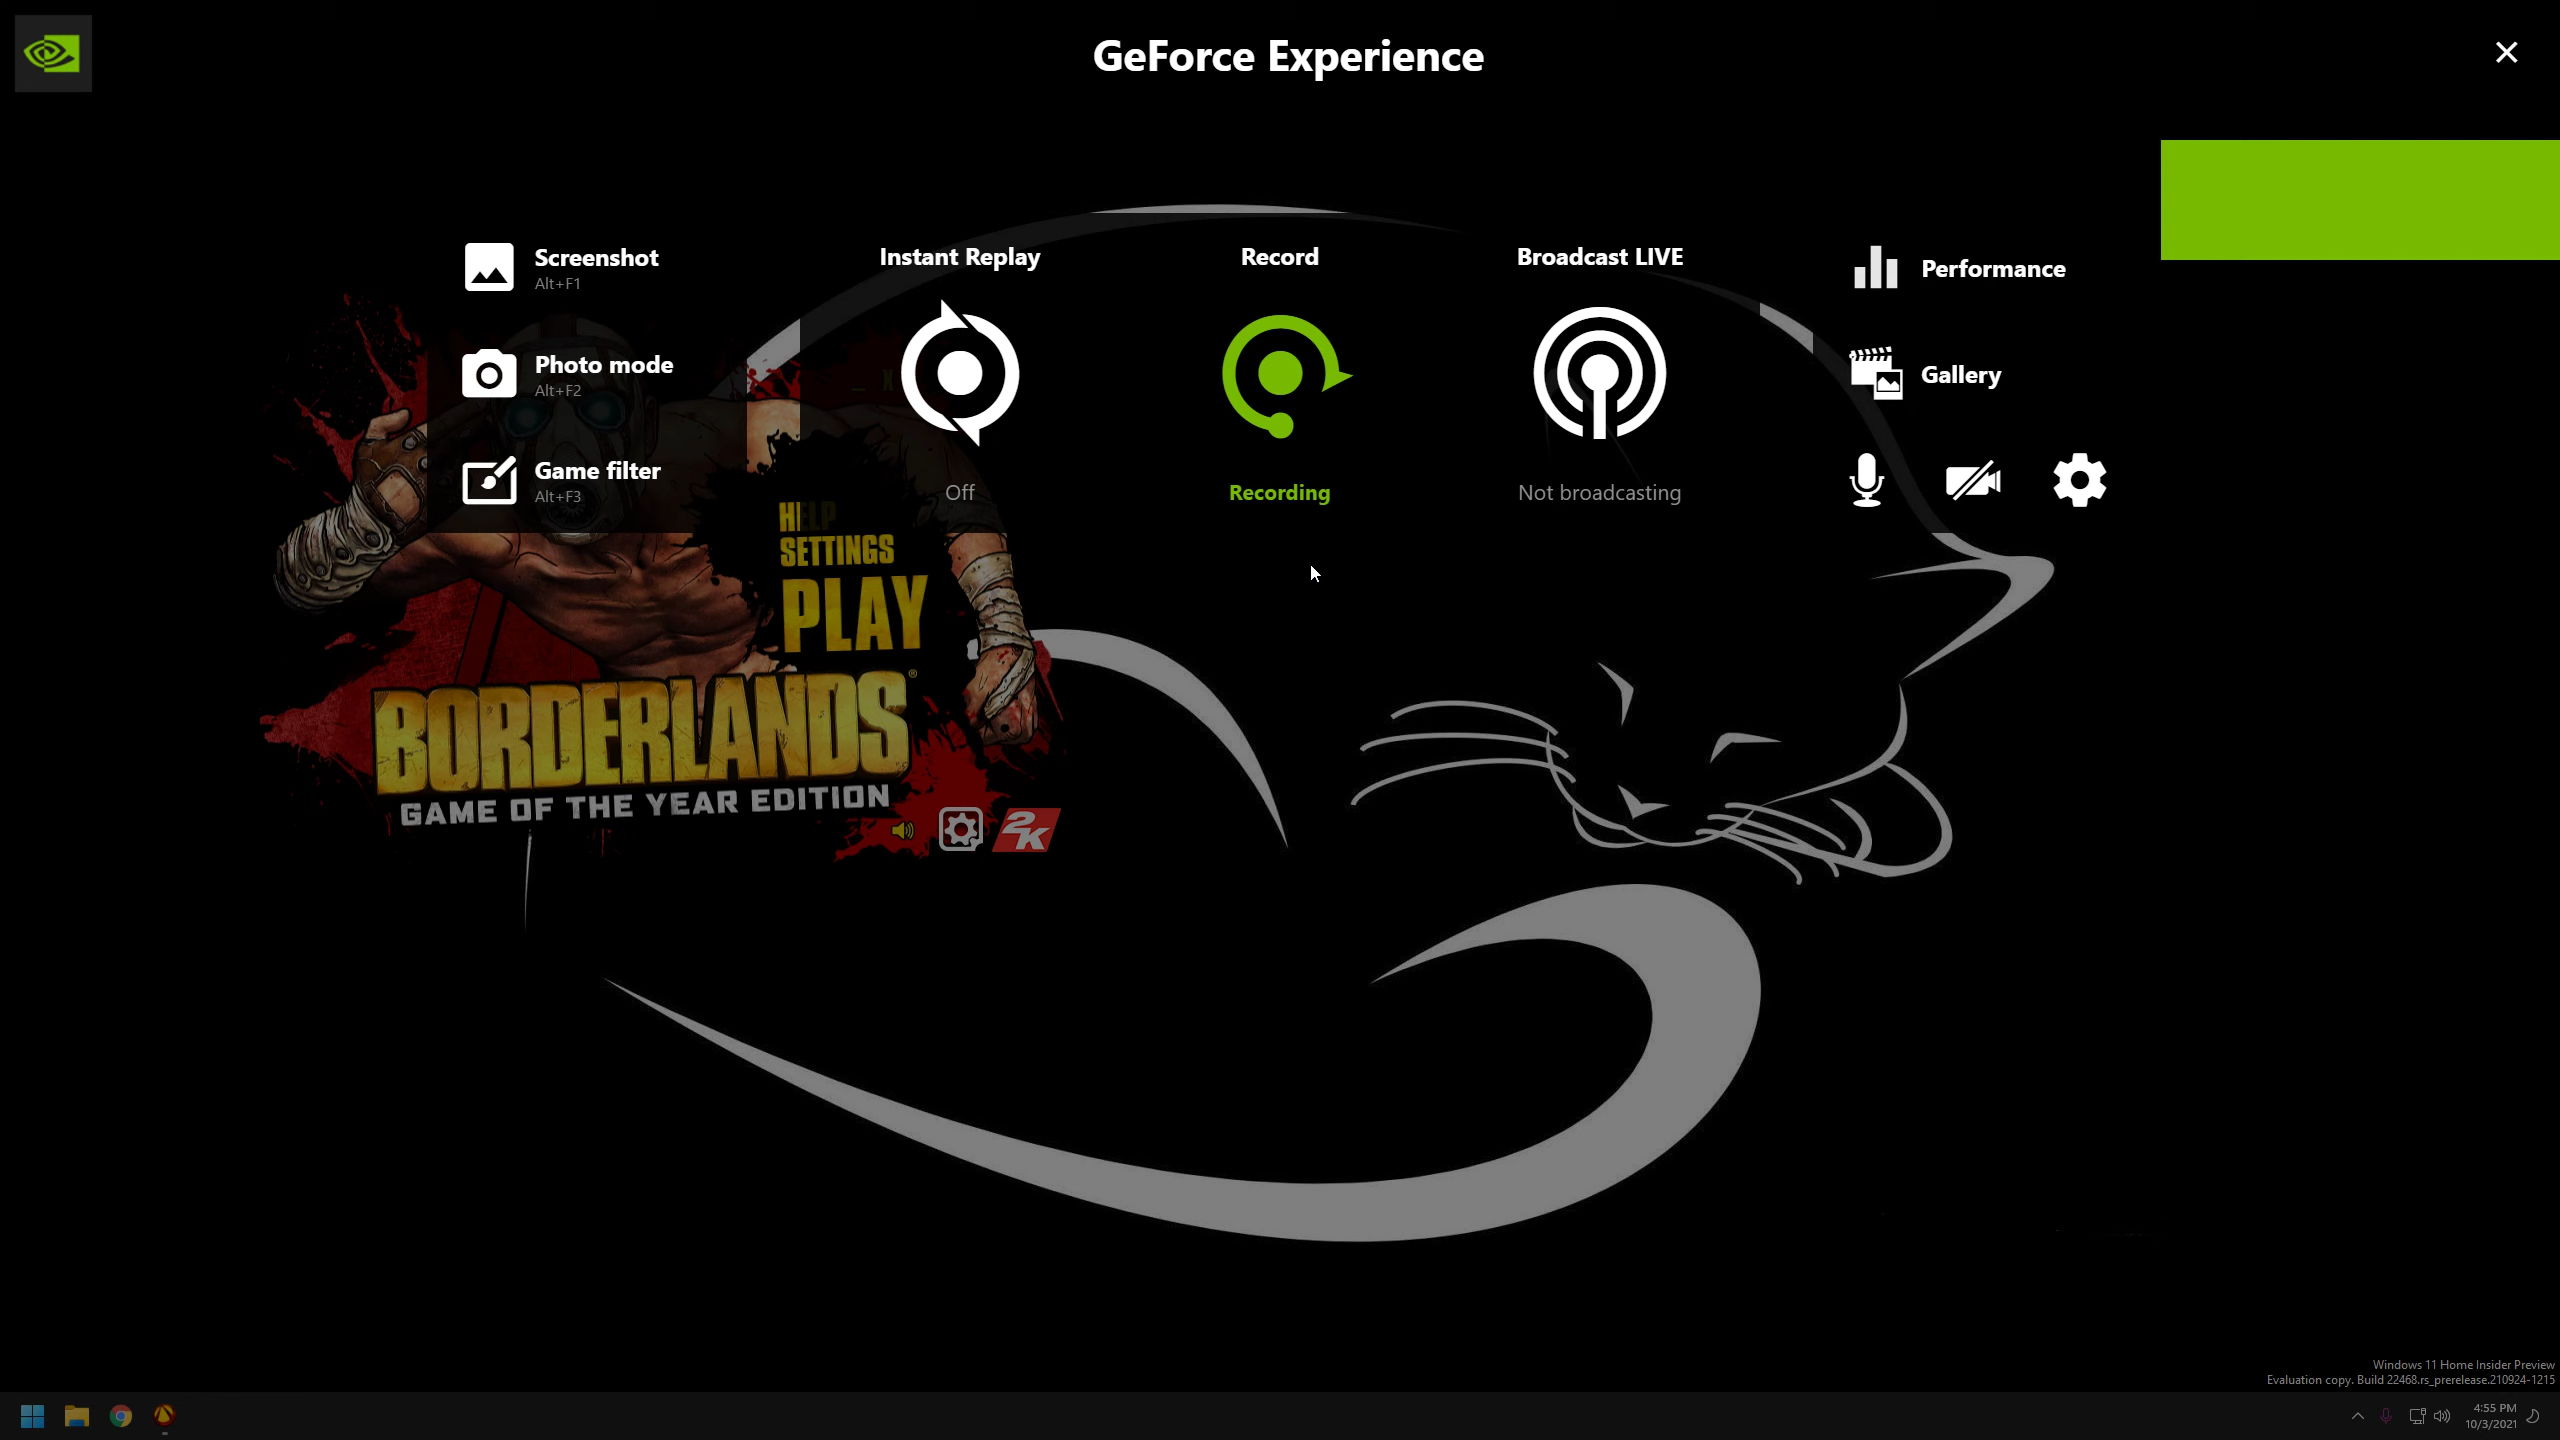 GeForce Experience
Screenshot
Alt+F1
Photo mode
Alt+F2
Game filter
Alt+F3
Instant Replay
Off
Record
Recording
Broadcast LIVE
Not broadcasting
Performance
Gallery
X
HELP
SETTINGS
PLAY
BORDERLANDS®
GAME OF THE YEAR EDITION
2K
Windows 11 Home Insider Preview
Evaluation copy. Build 22468.rs_prerelease.210924-1215
4:55 PM
10/3/2021